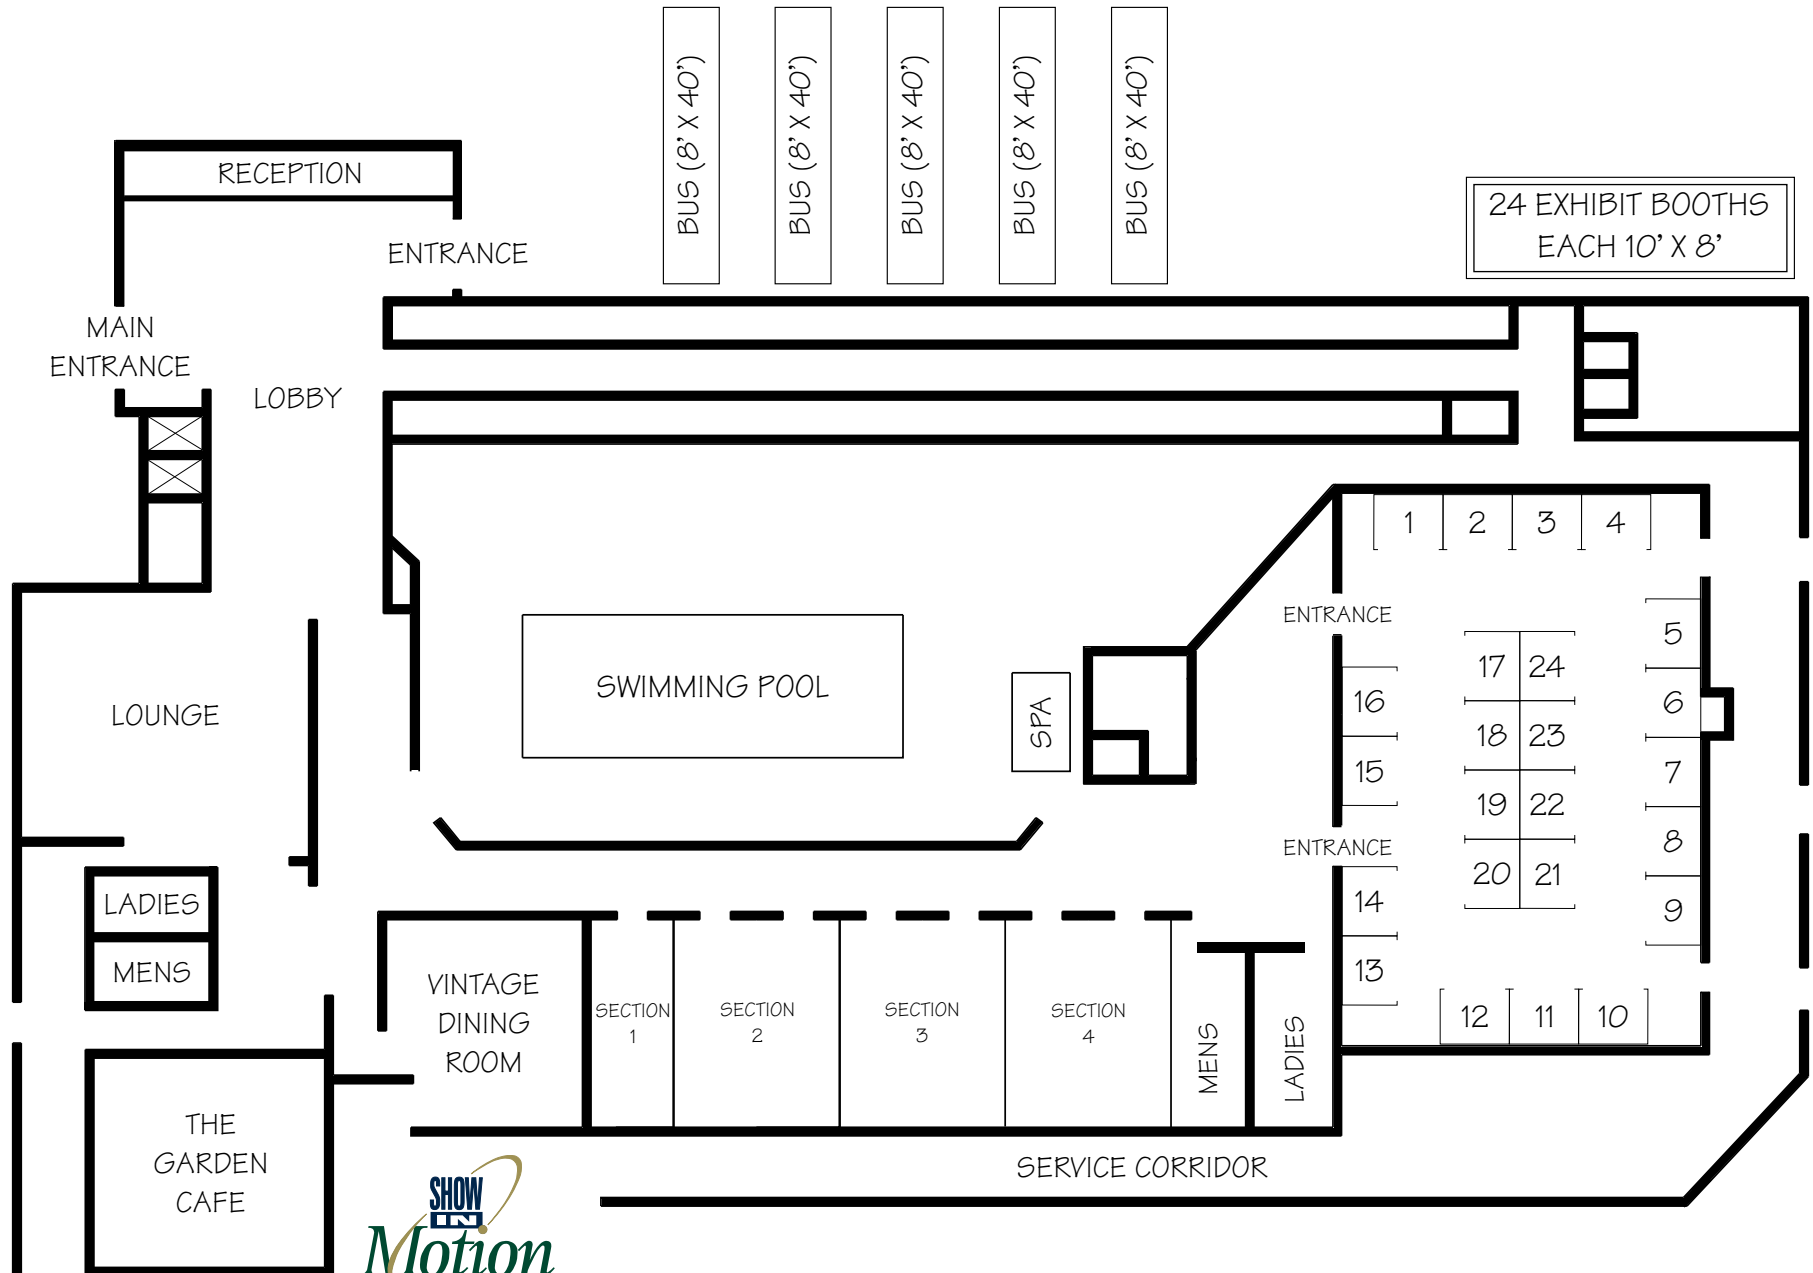 BUS (8' X 40')
BUS (8' X 40')
BUS (8' X 40')
BUS (8' X 40')
BUS (8' X 40')
RECEPTION
24 EXHIBIT BOOTHS
EACH 10' X 8'
ENTRANCE
MAIN
ENTRANCE
LOBBY
1
2
3
4
ENTRANCE
5
6
7
8
9
17
24
18
23
19
22
20
21
16
15
ENTRANCE
14
13
12
11
10
SWIMMING POOL
SPA
LOUNGE
LADIES
MENS
VINTAGE
DINING
ROOM
SECTION
1
SECTION
2
SECTION
3
SECTION
4
MENS
LADIES
THE
GARDEN
CAFE
SERVICE CORRIDOR
SHOW
IN
Motion